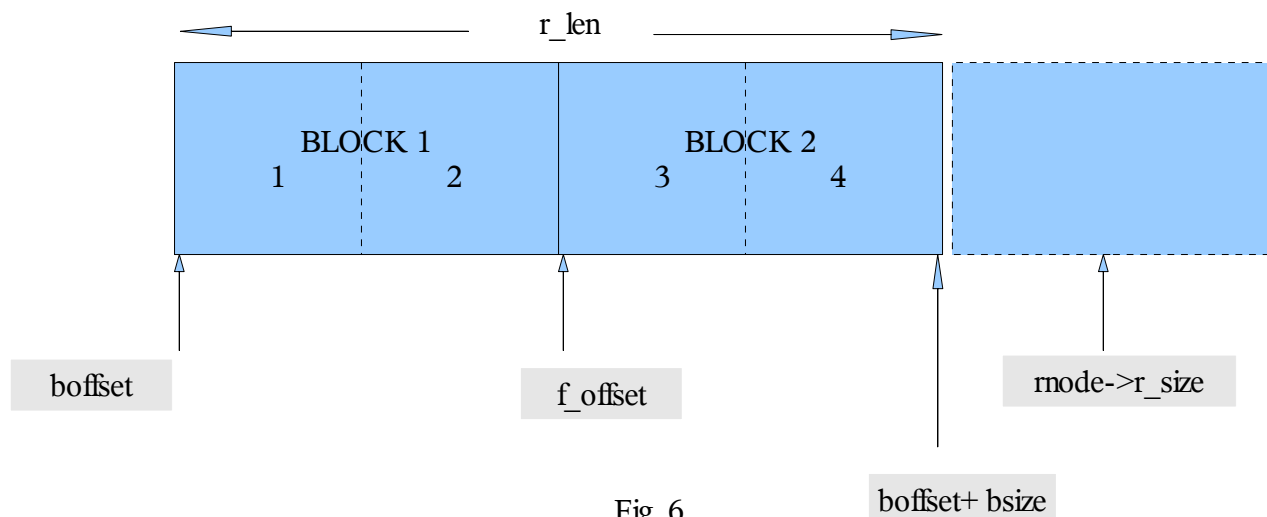 r_len
BLOCK 1
BLOCK 2
1
2
3
4
boffset
f_offset
rnode->r_size
boffset+ bsize
Fig 6